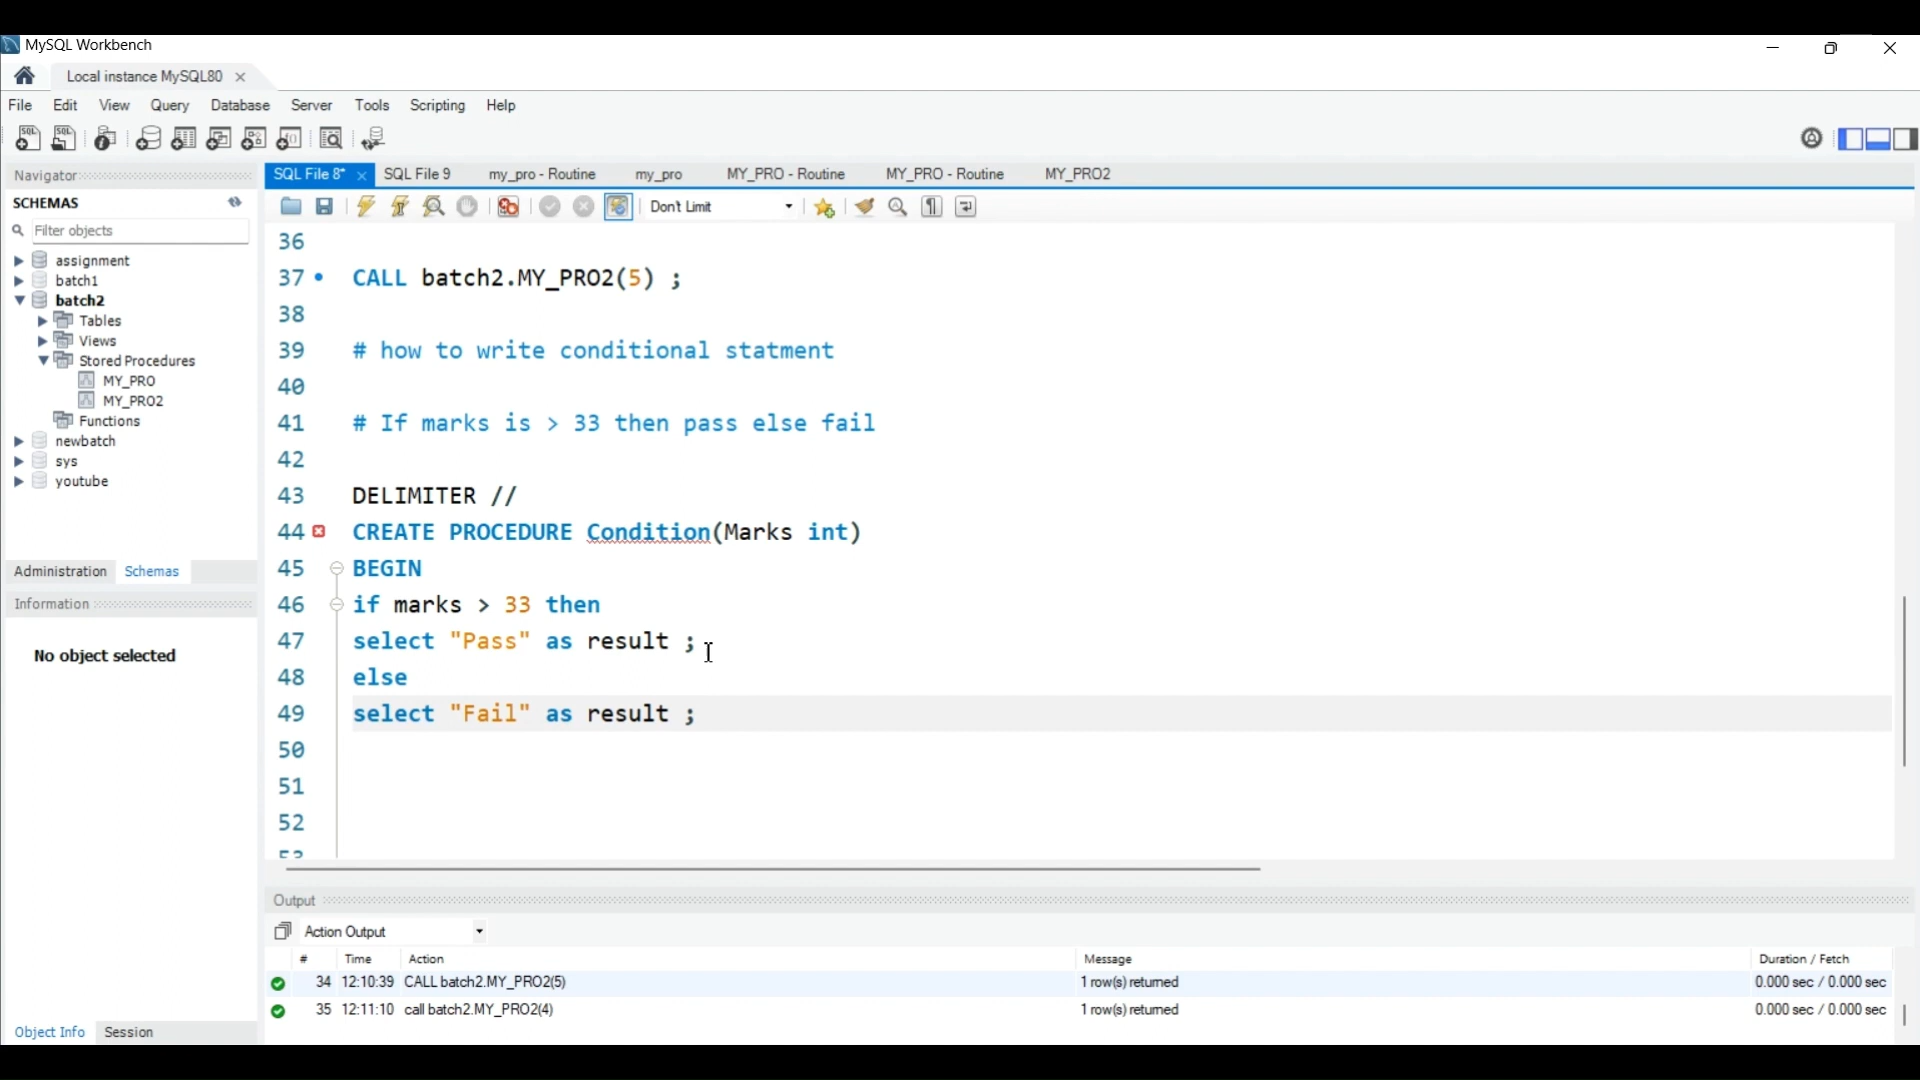 MySQL Workbench
Local instance MySQL80
File Edit View Query Database Server Tools Scripting Help
Navigator
SCHEMAS
Filter objects
assignment
batch1
batch2
Tables
Views
Stored Procedures
MY_PRO
MY_PRO2
Functions
newbatch
sys
youtube
Administration Schemas
Information
No object selected
Object Info Session
SQL File 8* SQL File 9 my_pro - Routine my_pro MY_PRO - Routine MY_PRO - Routine MY_PRO2
Don't Limit
36
37 CALL batch2.MY_PRO2(5) ;
38
39 # how to write conditional statment
40
41 # If marks is > 33 then pass else fail
42
43 DELIMITER //
44 CREATE PROCEDURE Condition(Marks int)
45 BEGIN
46 if marks > 33 then
47 select "Pass" as result ;
48 else
49 select "Fail" as result ;
50
51
52
53
Output
Action Output
# Time Action Message Duration / Fetch
34 12:10:39 CALL batch2.MY_PRO2(5) 1 row(s) returned 0.000 sec / 0.000 sec
35 12:11:10 call batch2.MY_PRO2(4) 1 row(s) returned 0.000 sec / 0.000 sec